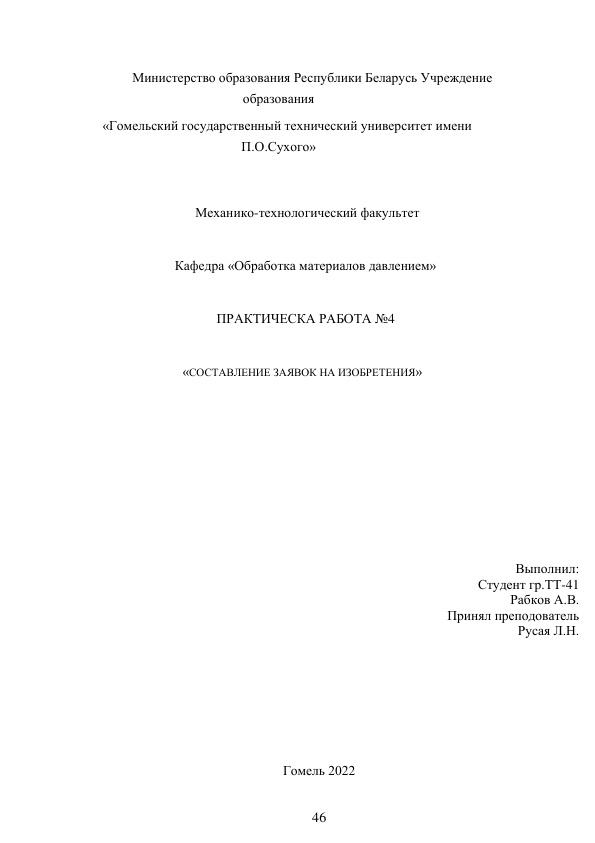 Министерство образования Республики Беларусь Учреждение
образования
«Гомельский государственный технический университет имени
П.О.Сухого»
Механико-технологический факультет
Кафедра «Обработка материалов давлением»
ПРАКТИЧЕСКА РАБОТА №4
«СОСТАВЛЕНИЕ ЗАЯВОК НА ИЗОБРЕТЕНИЯ»
Выполнил:
Студент гр.ТТ-41
Рабков А.В.
Принял преподователь
Русая Л.Н.
Гомель 2022
46